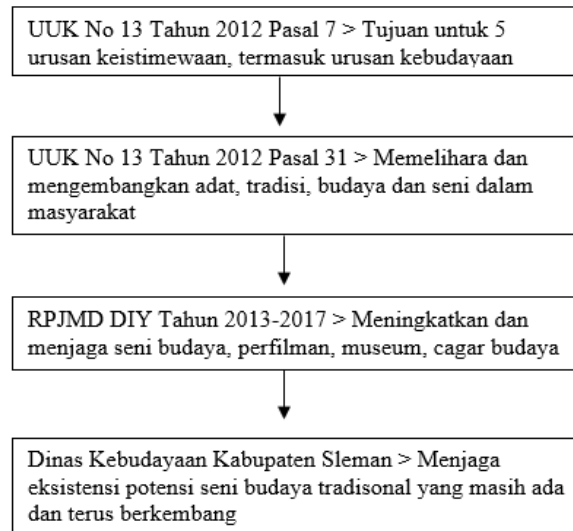 UUK No 13 Tahun 2012 Pasal 7 > Tujuan untuk 5
urusan keistimewaan, termasuk urusan kebudayaan
UUK No 13 Tahun 2012 Pasal 31 > Memelihara dan
mengembangkan adat, tradisi, budaya dan seni dalam
masyarakat
RPJMD DIY Tahun 2013-2017 > Meningkatkan dan
menjaga seni budaya, perfilman, museum, cagar budaya
Dinas Kebudayaan Kabupaten Sleman > Menjaga
eksistensi potensi seni budaya tradisonal yang masih ada
dan terus berkembang